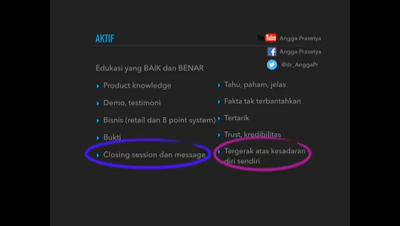 AKTIF
You Tube Angga Prasetya
Angga Prasetya
@dr_AnggaPr
Edukasi yang BAIK dan BENAR
Product knowledge
Demo, testimoni
Bisnis (retail dan 8 point system)
Bukti
Closing session dan message
Tahu, paham, jelas
Fakta tak terbantahkan
Tertarik
Trust, kredibilitas
Tergerak atas kesadaran
diri sendiri